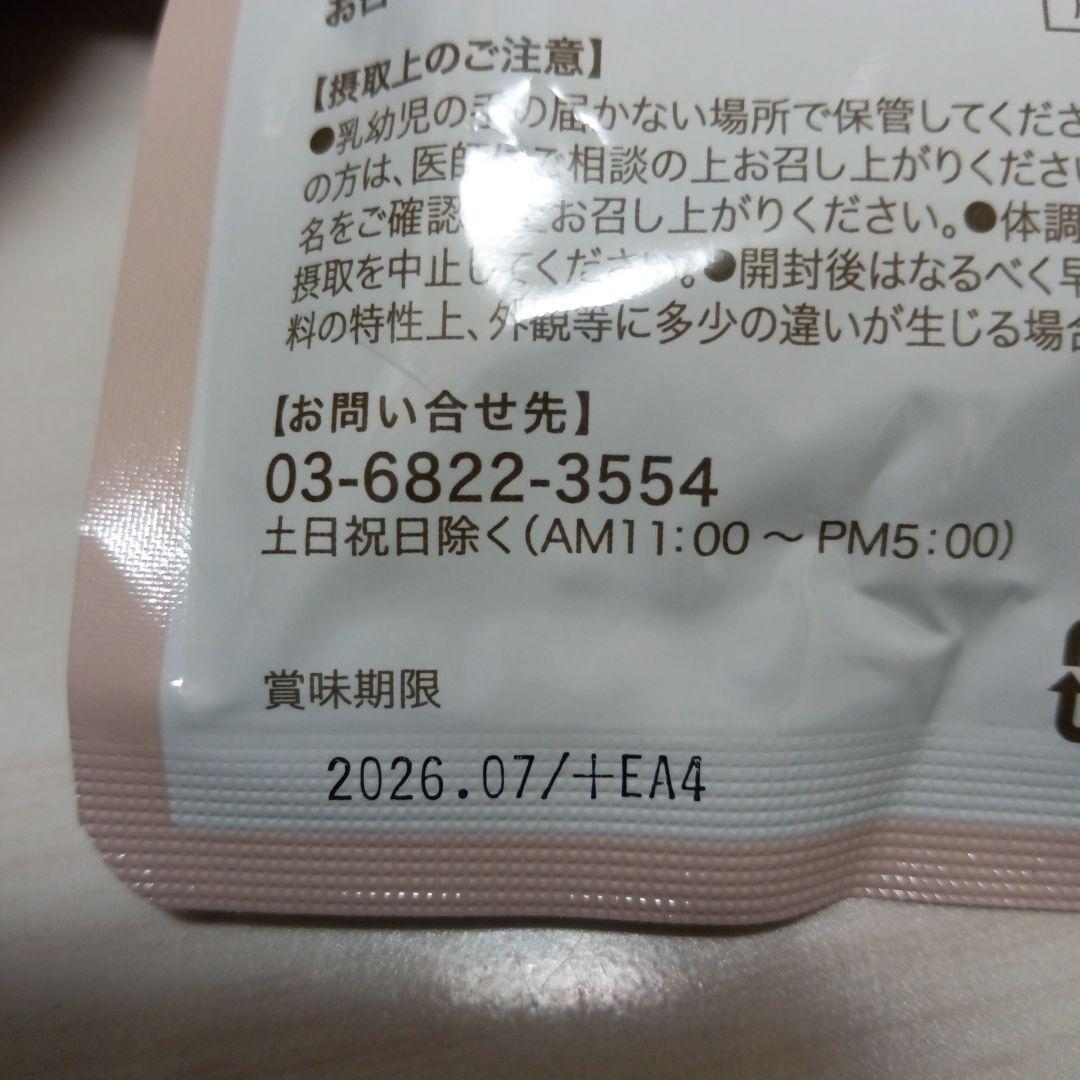 【摂取上のご注意】
●乳幼児の手の届かない場所で保管してくださ
の方は、医師 ご相談の上お召し上がりくださ
名をご確認 お召し上がりください。●体調
摂取を中止してください。●開封後はなるべく早
料の特性上、外観等に多少の違いが生じる場合
【お問い合せ先】
03-6822-3554
土日祝日除く(AM11:00 ～ PM5:00)
賞味期限
2026.07/+EA4